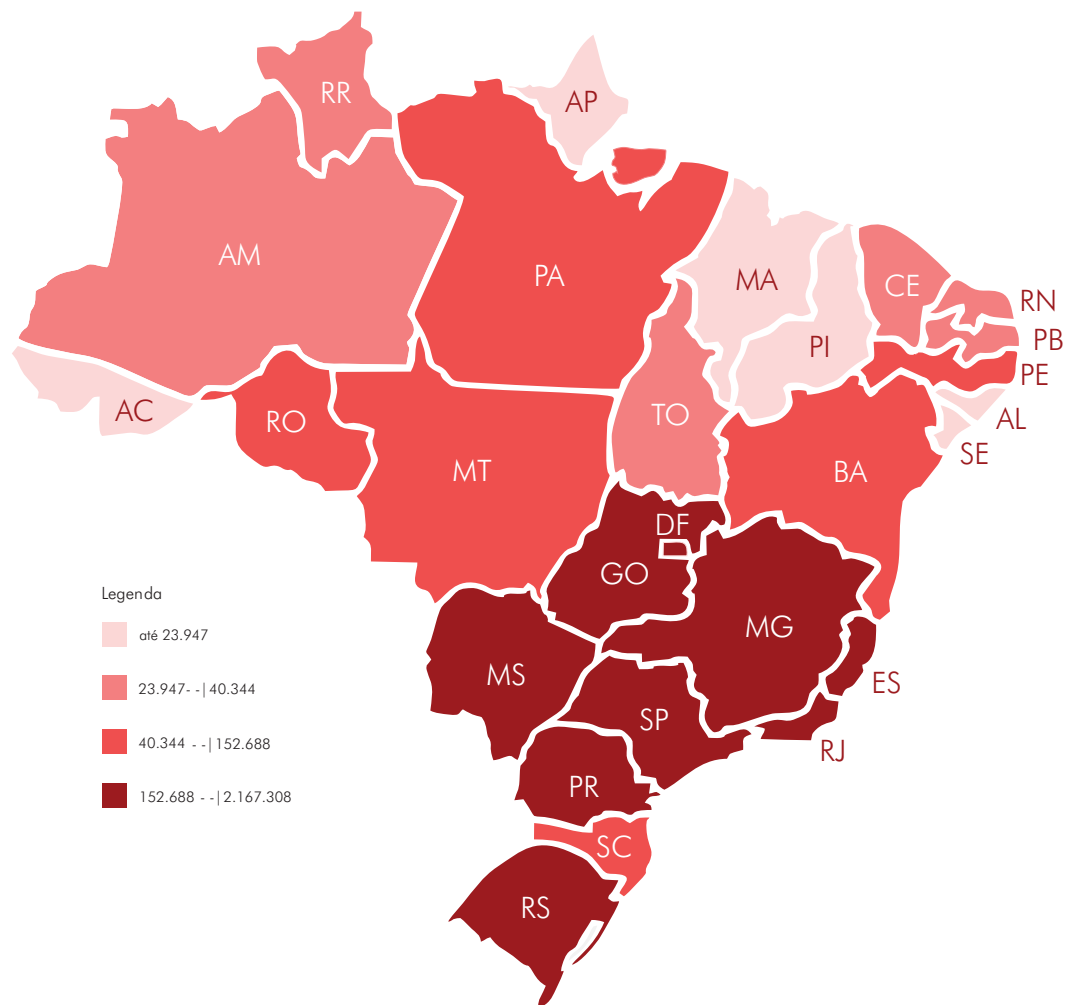 RR
AP
AM
PA
MA
CE
RN
PB
PI
PE
AC
RO
TO
AL
SE
MT
BA
DF
GO
MG
MS
ES
SP
RJ
PR
SC
RS
Legenda
até 23.947
23.947- -|40.344
40.344 - -|152.688
152.688 - -|2.167.308